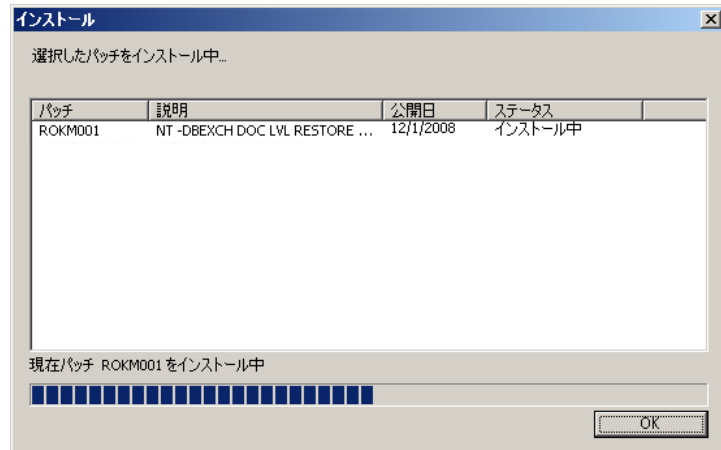 インストール
選択したパッチをインストール中...
パッチ 説明 公開日 ステータス
ROKM001 NT -DBEXCH DOC LVL RESTORE ... 12/1/2008 インストール中
現在パッチ ROKM001 をインストール中
OK